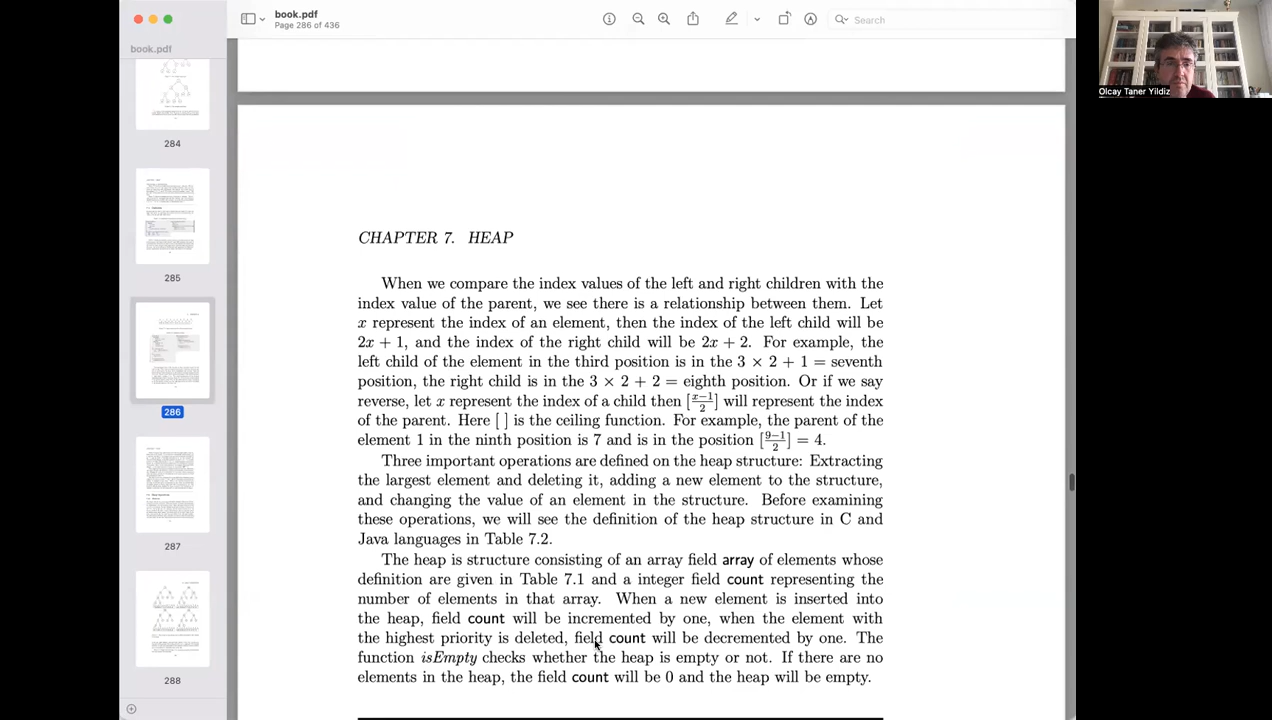 book.pdf
Page 286 of 436
Search
book.pdf
284
285
286
287
288
CHAPTER 7. HEAP
When we compare the index values of the left and right children with the
index value of the parent, we see there is a relationship between them. Let
x represent the index of an element, then the index of the left child will be
2x + 1, and the index of the right child will be 2x + 2. For example, the
left child of the element in the third position is in the 3 × 2 + 1 = seventh
position, the right child is in the 3 × 2 + 2 = eighth position. Or if we say
reverse, let x represent the index of a child then [(x−1)/2] will represent the index
of the parent. Here [ ] is the ceiling function. For example, the parent of the
element 1 in the ninth position is 7 and is in the position [(9−1)/2] = 4.
Three important operations are defined on the heap structure: Extracting
the largest element and deleting it, adding a new element to the structure,
and changing the value of an element in the structure. Before examining
these operations, we will see the definition of the heap structure in C and
Java languages in Table 7.2.
The heap is structure consisting of an array field array of elements whose
definition are given in Table 7.1 and a integer field count representing the
number of elements in that array. When a new element is inserted into
the heap, field count will be incremented by one, when the element with
the highest priority is deleted, field count will be decremented by one. The
function isEmpty checks whether the heap is empty or not. If there are no
elements in the heap, the field count will be 0 and the heap will be empty.
Olcay Taner Yildiz